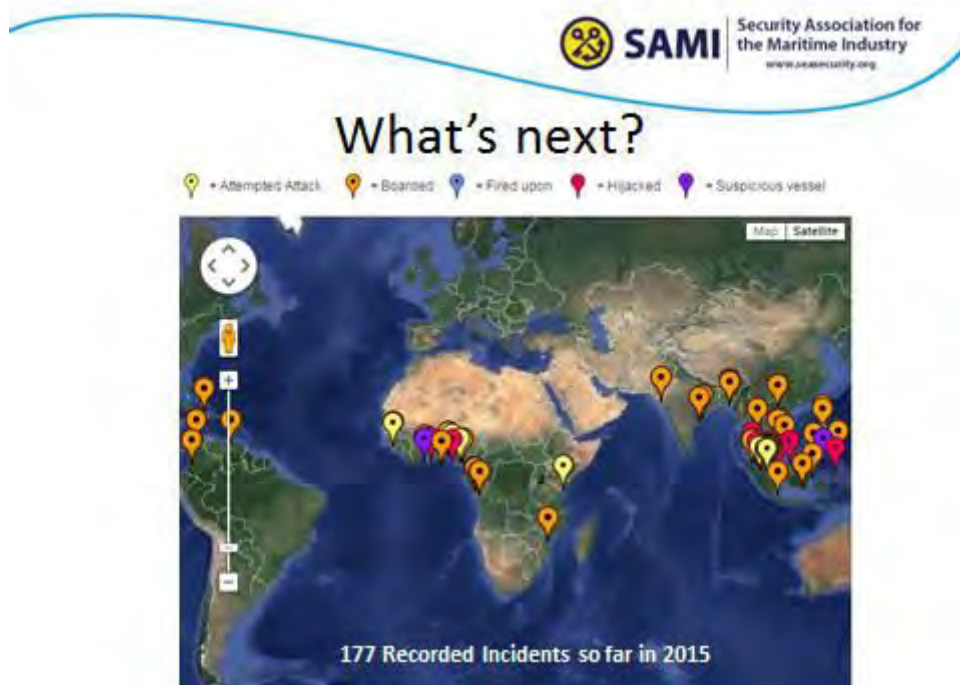 SAMI
Security Association for
the Maritime Industry
www.seasecurity.org
What's next?
= Attempted Attack = Boarded = Fired upon = Hijacked = Suspicious vessel
Map Satellite
177 Recorded Incidents so far in 2015